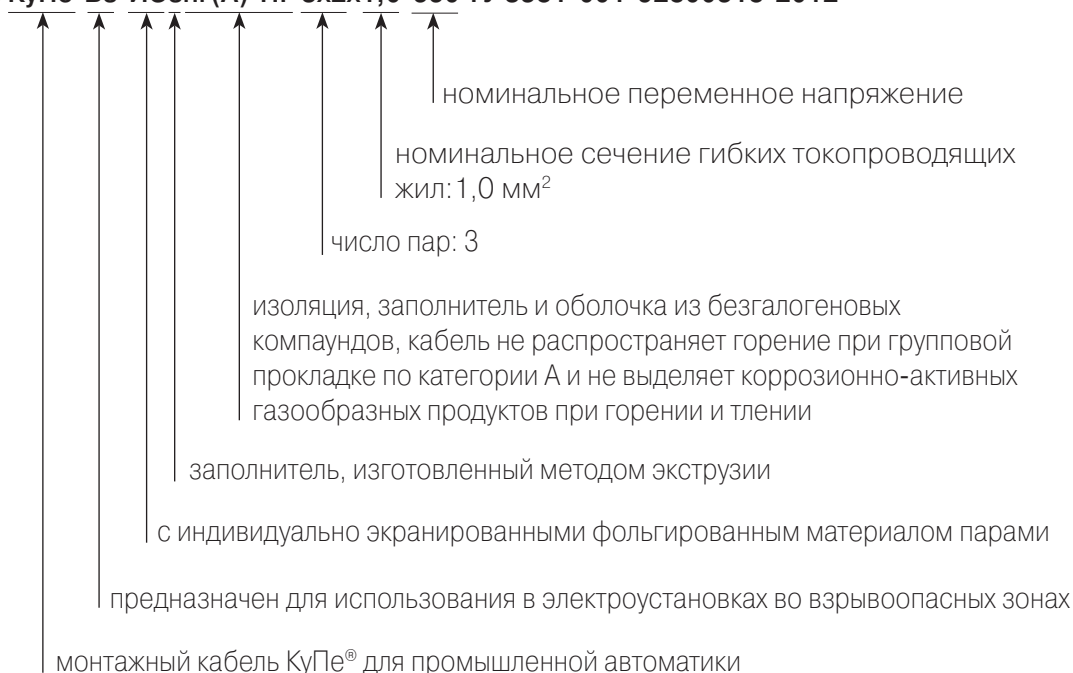 номинальное переменное напряжение
номинальное сечение гибких токопроводящих
жил: 1,0 мм²
число пар: 3
изоляция, заполнитель и оболочка из безгалогеновых
компаундов, кабель не распространяет горение при групповой
прокладке по категории А и не выделяет коррозионно-активных
газообразных продуктов при горении и тлении
заполнитель, изготовленный методом экструзии
с индивидуально экранированными фольгированным материалом парами
предназначен для использования в электроустановках во взрывоопасных зонах
монтажный кабель КуПе® для промышленной автоматики